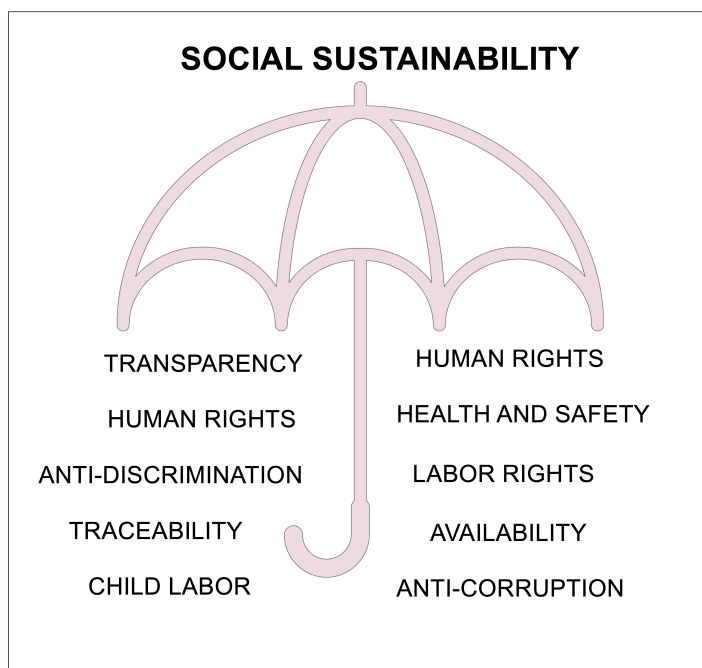 SOCIAL SUSTAINABILITY
TRANSPARENCY
HUMAN RIGHTS
ANTI-DISCRIMINATION
TRACEABILITY
CHILD LABOR
HUMAN RIGHTS
HEALTH AND SAFETY
LABOR RIGHTS
AVAILABILITY
ANTI-CORRUPTION